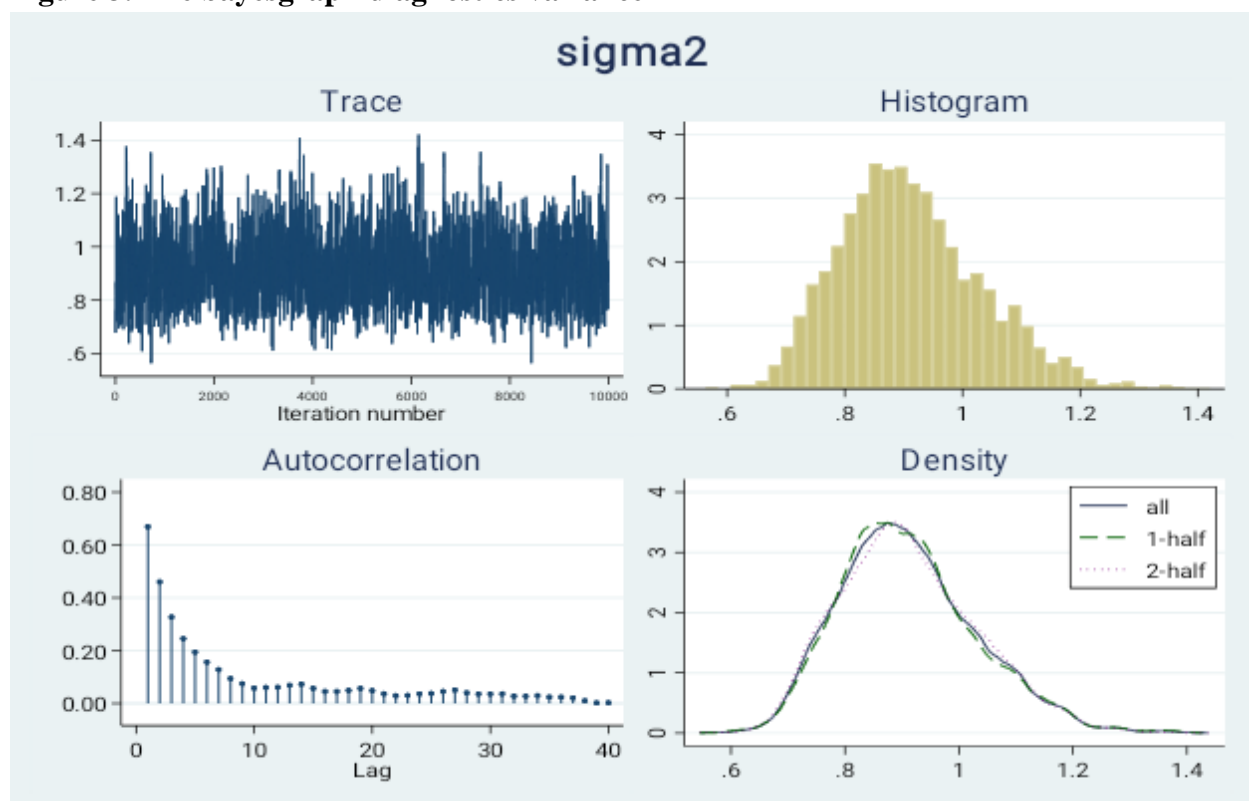 sigma2
Trace
1.4
1.2
1
.8
.6
0 2000 4000 6000 8000 10000
Iteration number
Histogram
4
3
2
1
0
.6 .8 1 1.2 1.4
Autocorrelation
0.80
0.60
0.40
0.20
0.00
0 10 20 30 40
Lag
Density
4
3
2
1
0
all
1-half
2-half
.6 .8 1 1.2 1.4